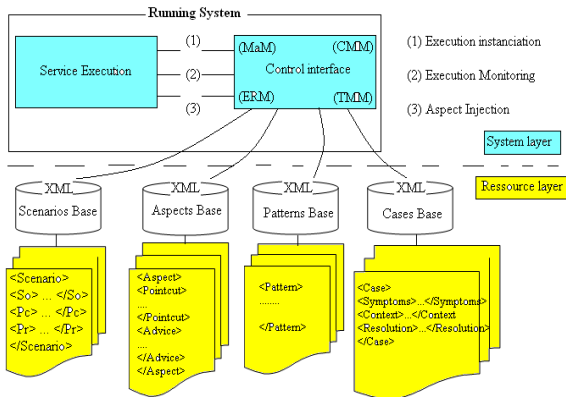 Running System
(1)
(MaM)
(CMM)
(1) Execution instanciation
Service Execution
(2)
Control interface
(2) Execution Monitoring
(3)
(ERM)
(TMM)
(3) Aspect Injection
System layer
Ressource layer
XML
XML
XML
XML
Scenarios Base
Aspects Base
Patterns Base
Cases Base
<Scenario>
<So> ... </So>
<Pc> ... </Pc>
<Pr> ... </Pr>
</Scenario>
<Aspect>
<Pointcut>
....
</Pointcut>
<Advice>
....
</Advice>
</Aspect>
<Pattern>
........
</Pattern>
<Case>
<Symptoms>...</Symptoms>
<Context>...</Context
<Resolution>...</Resolution>
</Case>